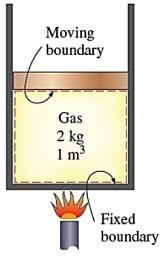 Moving
boundary
Gas
2 kg
1 m³
Fixed
boundary